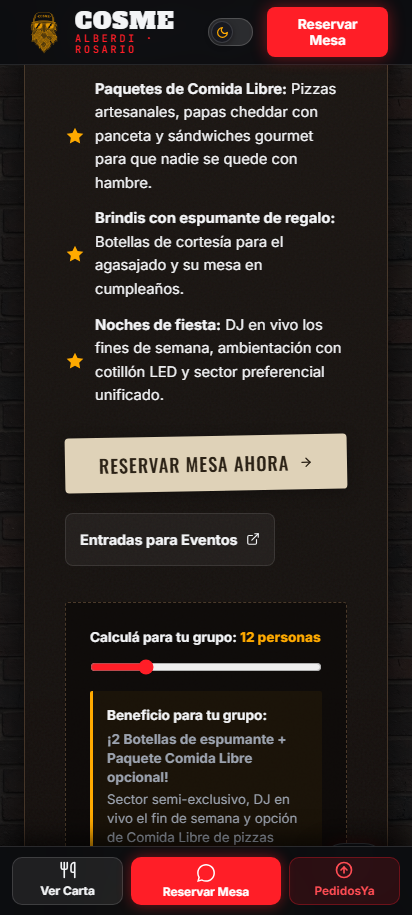 COSME
ALBERDI ·
ROSARIO
Reservar
Mesa
Paquetes de Comida Libre: Pizzas
artesanales, papas cheddar con
panceta y sándwiches gourmet
para que nadie se quede con
hambre.
Brindis con espumante de regalo:
Botellas de cortesía para el
agasajado y su mesa en
cumpleaños.
Noches de fiesta: DJ en vivo los
fines de semana, ambientación con
cotillón LED y sector preferencial
unificado.
RESERVAR MESA AHORA →
Entradas para Eventos
Calculá para tu grupo: 12 personas
Beneficio para tu grupo:
¡2 Botellas de espumante +
Paquete Comida Libre
opcional!
Sector semi-exclusivo, DJ en
vivo el fin de semana y opción
de Comida Libre de pizzas
Ver Carta
Reservar Mesa
PedidosYa